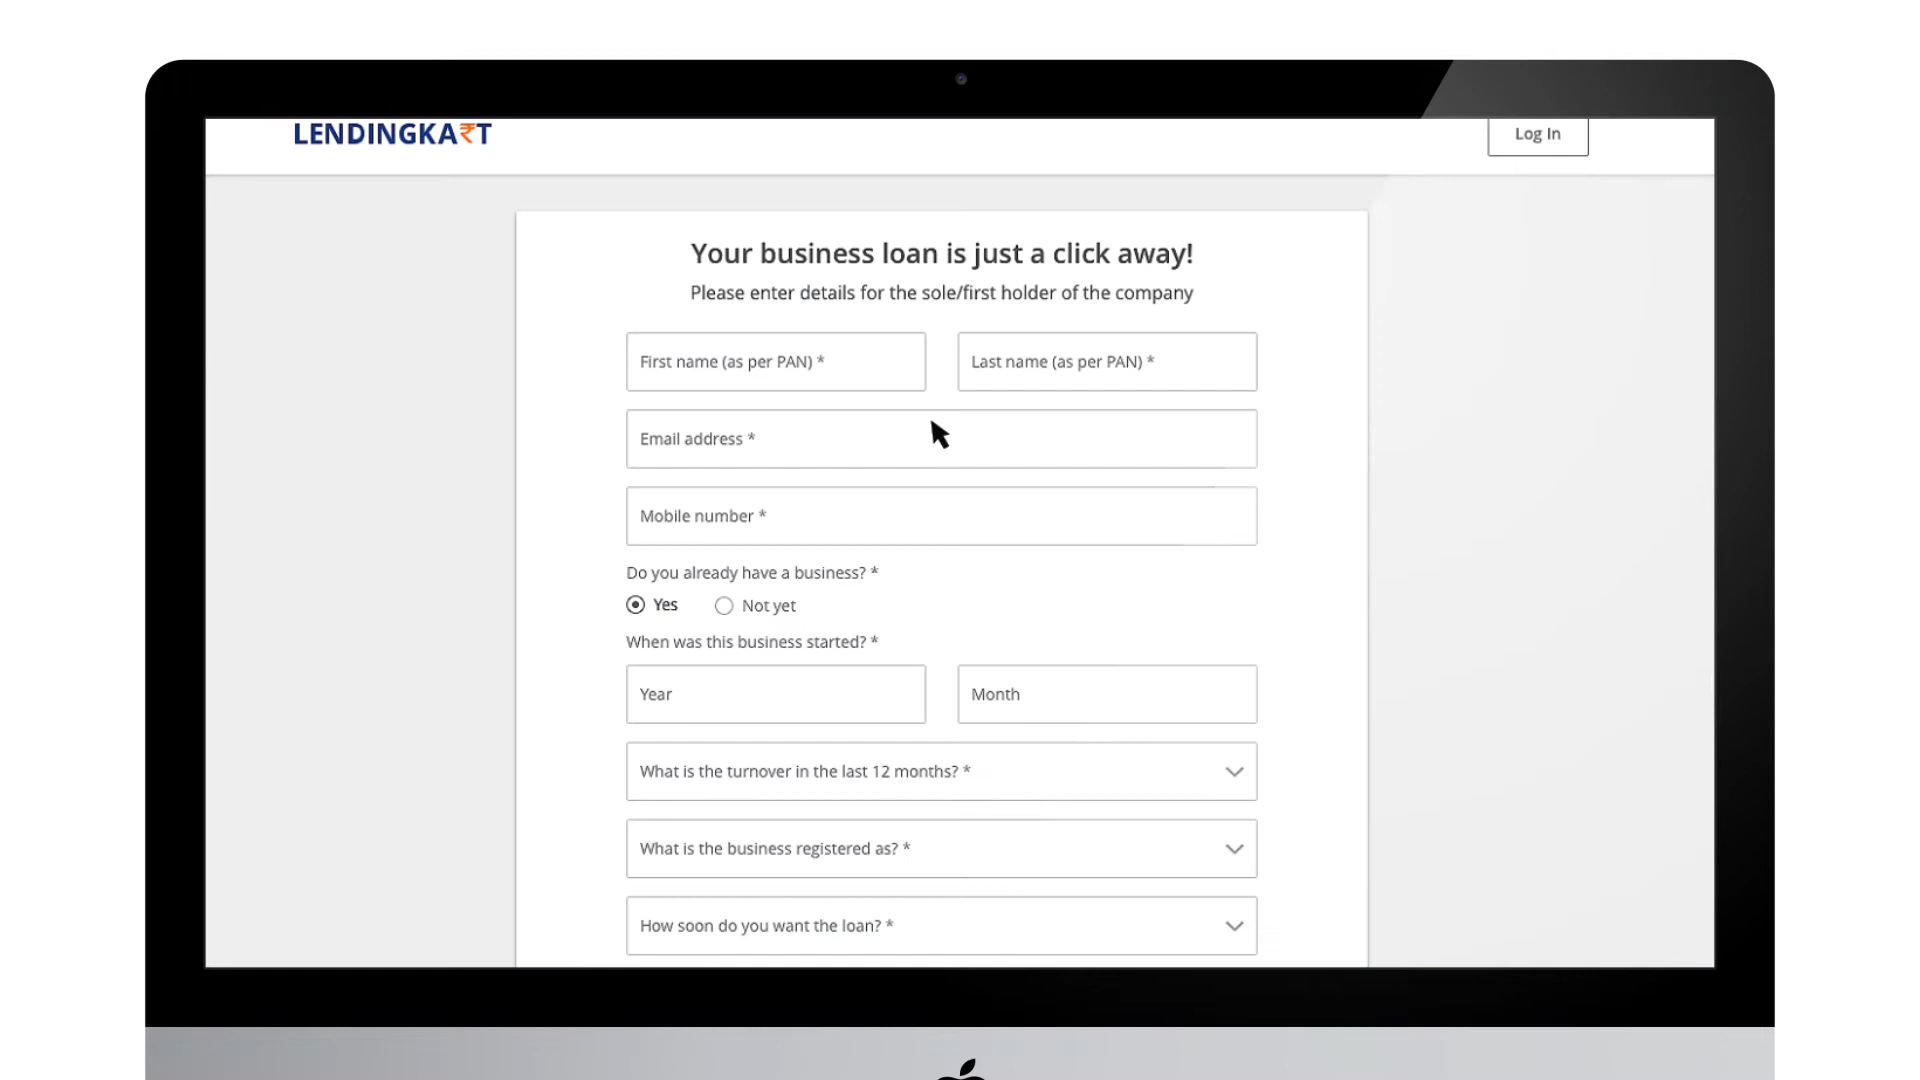 LENDINGKA₹T
Log In
Your business loan is just a click away!
Please enter details for the sole/first holder of the company
First name (as per PAN) *
Last name (as per PAN) *
Email address *
Mobile number *
Do you already have a business? *
Yes
Not yet
When was this business started? *
Year
Month
What is the turnover in the last 12 months? *
What is the business registered as? *
How soon do you want the loan? *